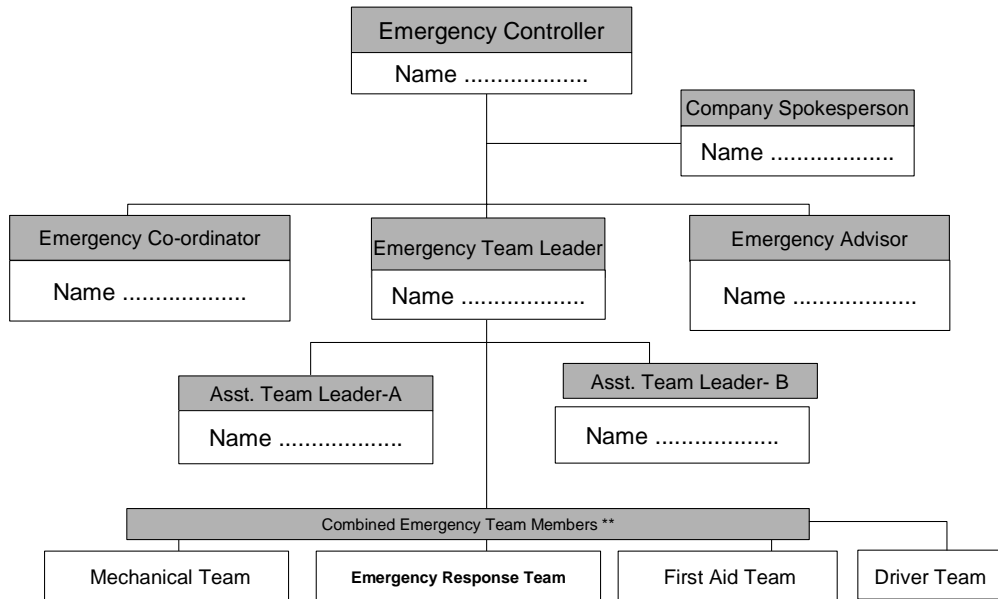 Emergency Controller
Name ...................
Company Spokesperson
Name ...................
Emergency Co-ordinator
Name ...................
Emergency Team Leader
Name ...................
Emergency Advisor
Name ...................
Asst. Team Leader-A
Name ...................
Asst. Team Leader- B
Name ...................
Combined Emergency Team Members **
Mechanical Team
Emergency Response Team
First Aid Team
Driver Team